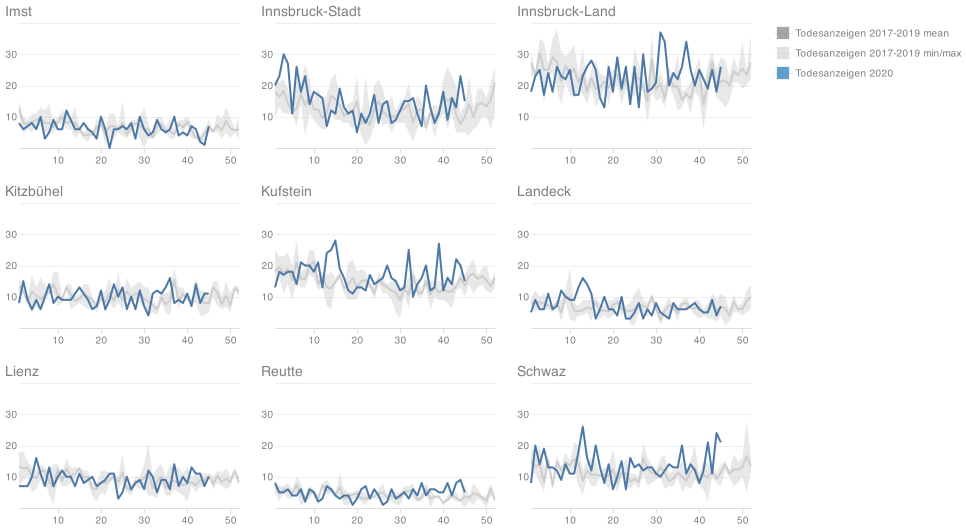 Imst Innsbruck-Stadt Innsbruck-Land
Todesanzeigen 2017-2019 mean
Todesanzeigen 2017-2019 min/max
Todesanzeigen 2020
30 30 30
20 20 20
10 10 10
10 20 30 40 50 10 20 30 40 50 10 20 30 40 50
Kitzbühel Kufstein Landeck
30 30 30
20 20 20
10 10 10
10 20 30 40 50 10 20 30 40 50 10 20 30 40 50
Lienz Reutte Schwaz
30 30 30
20 20 20
10 10 10
10 20 30 40 50 10 20 30 40 50 10 20 30 40 50